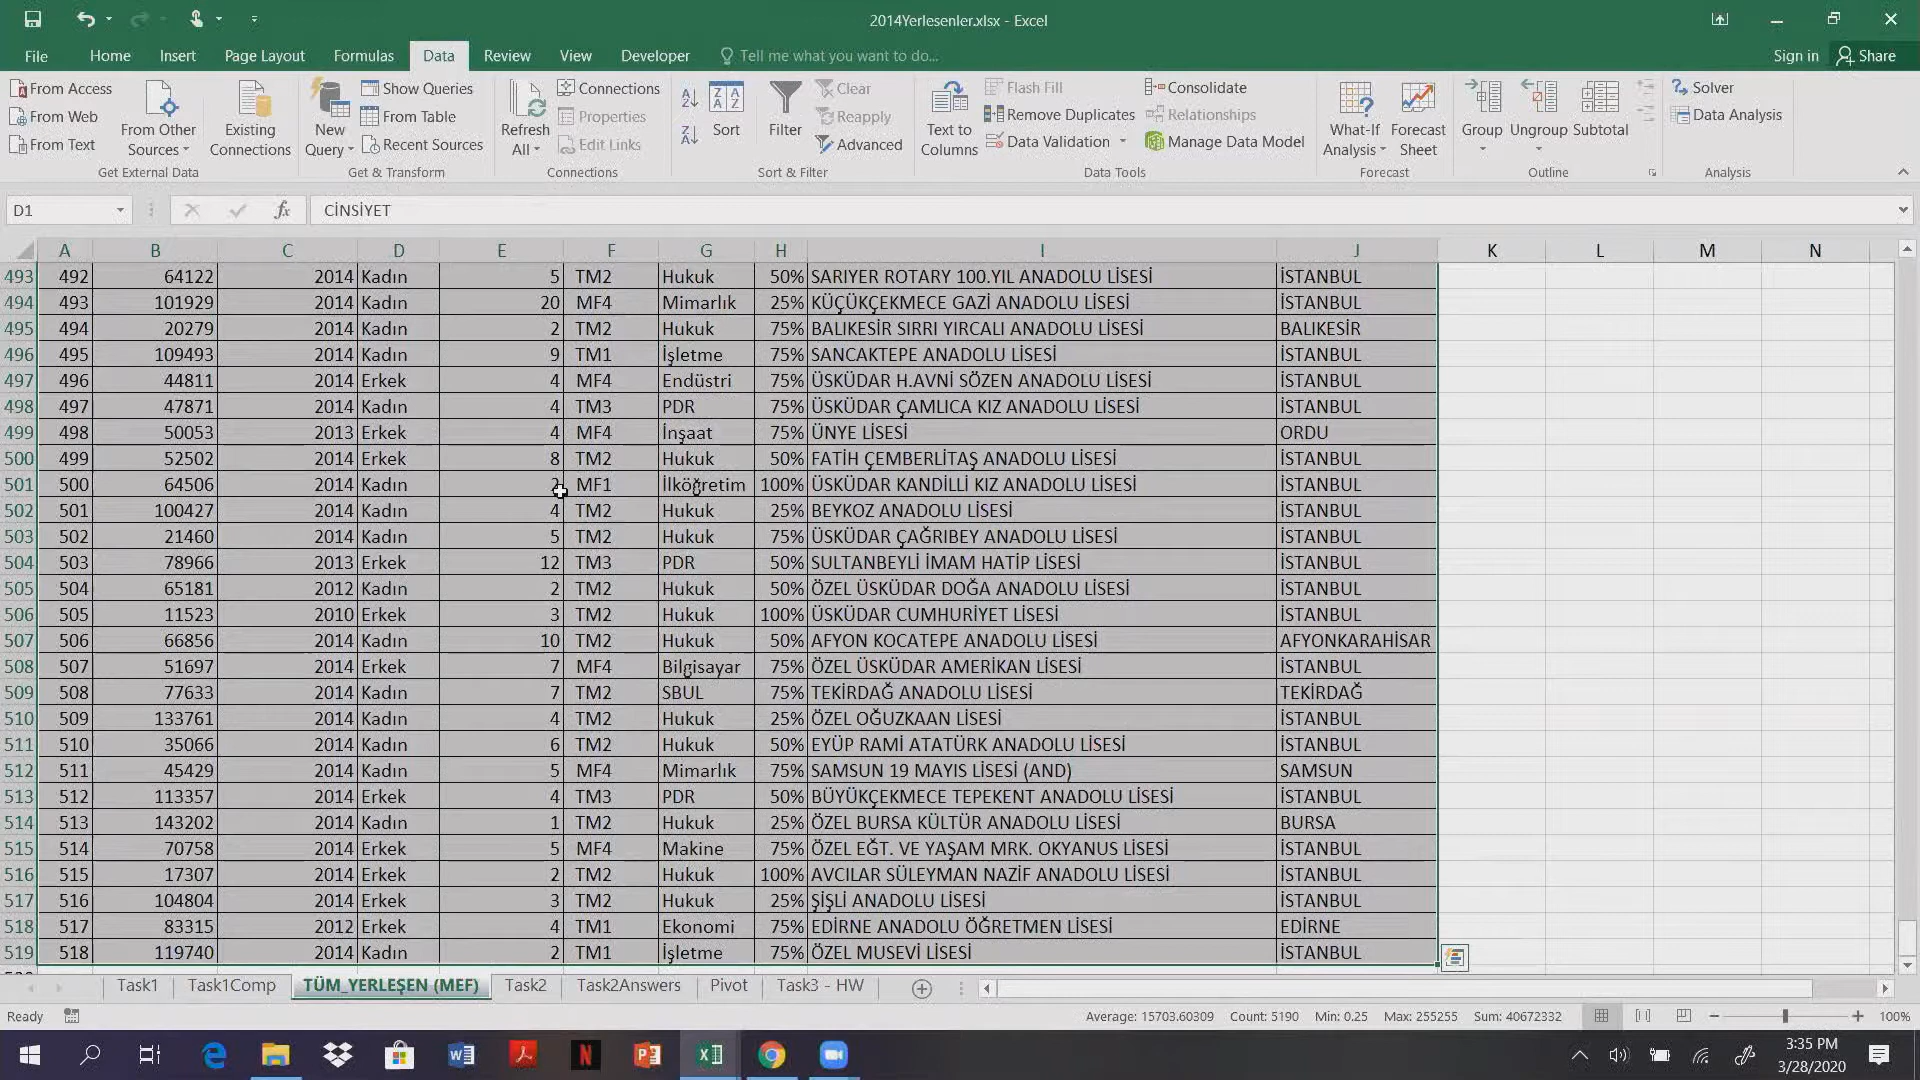 2014Yerlesenler.xlsx - Excel
File Home Insert Page Layout Formulas Data Review View Developer Tell me what you want to do... Sign in Share
From Access
From Web
From Text
From Other Sources
Existing Connections
Get External Data
New Query
Show Queries
From Table
Recent Sources
Get & Transform
Refresh All
Connections
Properties
Edit Links
Connections
Sort
Filter
Clear
Reapply
Advanced
Sort & Filter
Text to Columns
Flash Fill
Remove Duplicates
Data Validation
Consolidate
Relationships
Manage Data Model
Data Tools
What-If Analysis
Forecast Sheet
Forecast
Group
Ungroup
Subtotal
Outline
Solver
Data Analysis
Analysis
D1 fx CİNSİYET
A B C D E F G H I J K L M N
493 492 64122 2014 Kadın 5 TM2 Hukuk 50% SARIYER ROTARY 100.YIL ANADOLU LİSESİ İSTANBUL
494 493 101929 2014 Kadın 20 MF4 Mimarlık 25% KÜÇÜKÇEKMECE GAZİ ANADOLU LİSESİ İSTANBUL
495 494 20279 2014 Kadın 2 TM2 Hukuk 75% BALIKESİR SIRRI YIRCALI ANADOLU LİSESİ BALIKESİR
496 495 109493 2014 Kadın 9 TM1 İşletme 75% SANCAKTEPE ANADOLU LİSESİ İSTANBUL
497 496 44811 2014 Erkek 4 MF4 Endüstri 75% ÜSKÜDAR H.AVNİ SÖZEN ANADOLU LİSESİ İSTANBUL
498 497 47871 2014 Kadın 4 TM3 PDR 75% ÜSKÜDAR ÇAMLICA KIZ ANADOLU LİSESİ İSTANBUL
499 498 50053 2013 Erkek 4 MF4 İnşaat 75% ÜNYE LİSESİ ORDU
500 499 52502 2014 Erkek 8 TM2 Hukuk 50% FATİH ÇEMBERLİTAŞ ANADOLU LİSESİ İSTANBUL
501 500 64506 2014 Kadın 2 MF1 İlköğretim 100% ÜSKÜDAR KANDİLLİ KIZ ANADOLU LİSESİ İSTANBUL
502 501 100427 2014 Kadın 4 TM2 Hukuk 25% BEYKOZ ANADOLU LİSESİ İSTANBUL
503 502 21460 2014 Kadın 5 TM2 Hukuk 75% ÜSKÜDAR ÇAĞRIBEY ANADOLU LİSESİ İSTANBUL
504 503 78966 2013 Erkek 12 TM3 PDR 50% SULTANBEYLİ İMAM HATİP LİSESİ İSTANBUL
505 504 65181 2012 Kadın 2 TM2 Hukuk 50% ÖZEL ÜSKÜDAR DOĞA ANADOLU LİSESİ İSTANBUL
506 505 11523 2010 Erkek 3 TM2 Hukuk 100% ÜSKÜDAR CUMHURİYET LİSESİ İSTANBUL
507 506 66856 2014 Kadın 10 TM2 Hukuk 50% AFYON KOCATEPE ANADOLU LİSESİ AFYONKARAHİSAR
508 507 51697 2014 Erkek 7 MF4 Bilgisayar 75% ÖZEL ÜSKÜDAR AMERİKAN LİSESİ İSTANBUL
509 508 77633 2014 Kadın 7 TM2 SBUL 75% TEKİRDAĞ ANADOLU LİSESİ TEKİRDAĞ
510 509 133761 2014 Kadın 4 TM2 Hukuk 25% ÖZEL OĞUZKAAN LİSESİ İSTANBUL
511 510 35066 2014 Kadın 6 TM2 Hukuk 50% EYÜP RAMİ ATATÜRK ANADOLU LİSESİ İSTANBUL
512 511 45429 2014 Kadın 5 MF4 Mimarlık 75% SAMSUN 19 MAYIS LİSESİ (AND) SAMSUN
513 512 113357 2014 Erkek 4 TM3 PDR 50% BÜYÜKÇEKMECE TEPEKENT ANADOLU LİSESİ İSTANBUL
514 513 143202 2014 Kadın 1 TM2 Hukuk 25% ÖZEL BURSA KÜLTÜR ANADOLU LİSESİ BURSA
515 514 70758 2014 Erkek 5 MF4 Makine 75% ÖZEL EĞT. VE YAŞAM MRK. OKYANUS LİSESİ İSTANBUL
516 515 17307 2014 Erkek 2 TM2 Hukuk 100% AVCILAR SÜLEYMAN NAZİF ANADOLU LİSESİ İSTANBUL
517 516 104804 2014 Erkek 3 TM2 Hukuk 25% ŞİŞLİ ANADOLU LİSESİ İSTANBUL
518 517 83315 2012 Erkek 4 TM1 Ekonomi 75% EDİRNE ANADOLU ÖĞRETMEN LİSESİ EDİRNE
519 518 119740 2014 Kadın 2 TM1 İşletme 75% ÖZEL MUSEVİ LİSESİ İSTANBUL
Task1 Task1Comp TÜM_YERLEŞEN (MEF) Task2 Task2Answers Pivot Task3 - HW
Ready Average: 15703.60309 Count: 5190 Min: 0.25 Max: 255255 Sum: 40672332 100%
3:35 PM
3/28/2020